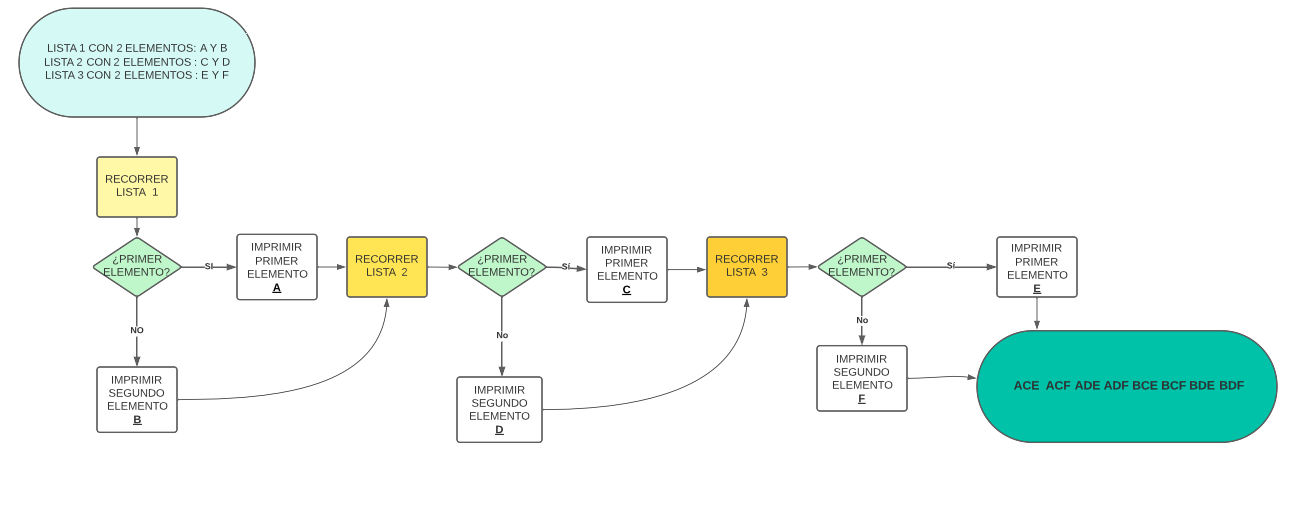 LISTA 1 CON 2 ELEMENTOS: A Y B
LISTA 2 CON 2 ELEMENTOS : C Y D
LISTA 3 CON 2 ELEMENTOS : E Y F
RECORRER
LISTA 1
¿PRIMER
ELEMENTO?
SI
IMPRIMIR
PRIMER
ELEMENTO
A
NO
IMPRIMIR
SEGUNDO
ELEMENTO
B
RECORRER
LISTA 2
¿PRIMER
ELEMENTO?
Sí
IMPRIMIR
PRIMER
ELEMENTO
C
No
IMPRIMIR
SEGUNDO
ELEMENTO
D
RECORRER
LISTA 3
¿PRIMER
ELEMENTO?
Sí
IMPRIMIR
PRIMER
ELEMENTO
E
No
IMPRIMIR
SEGUNDO
ELEMENTO
F
ACE ACF ADE ADF BCE BCF BDE BDF